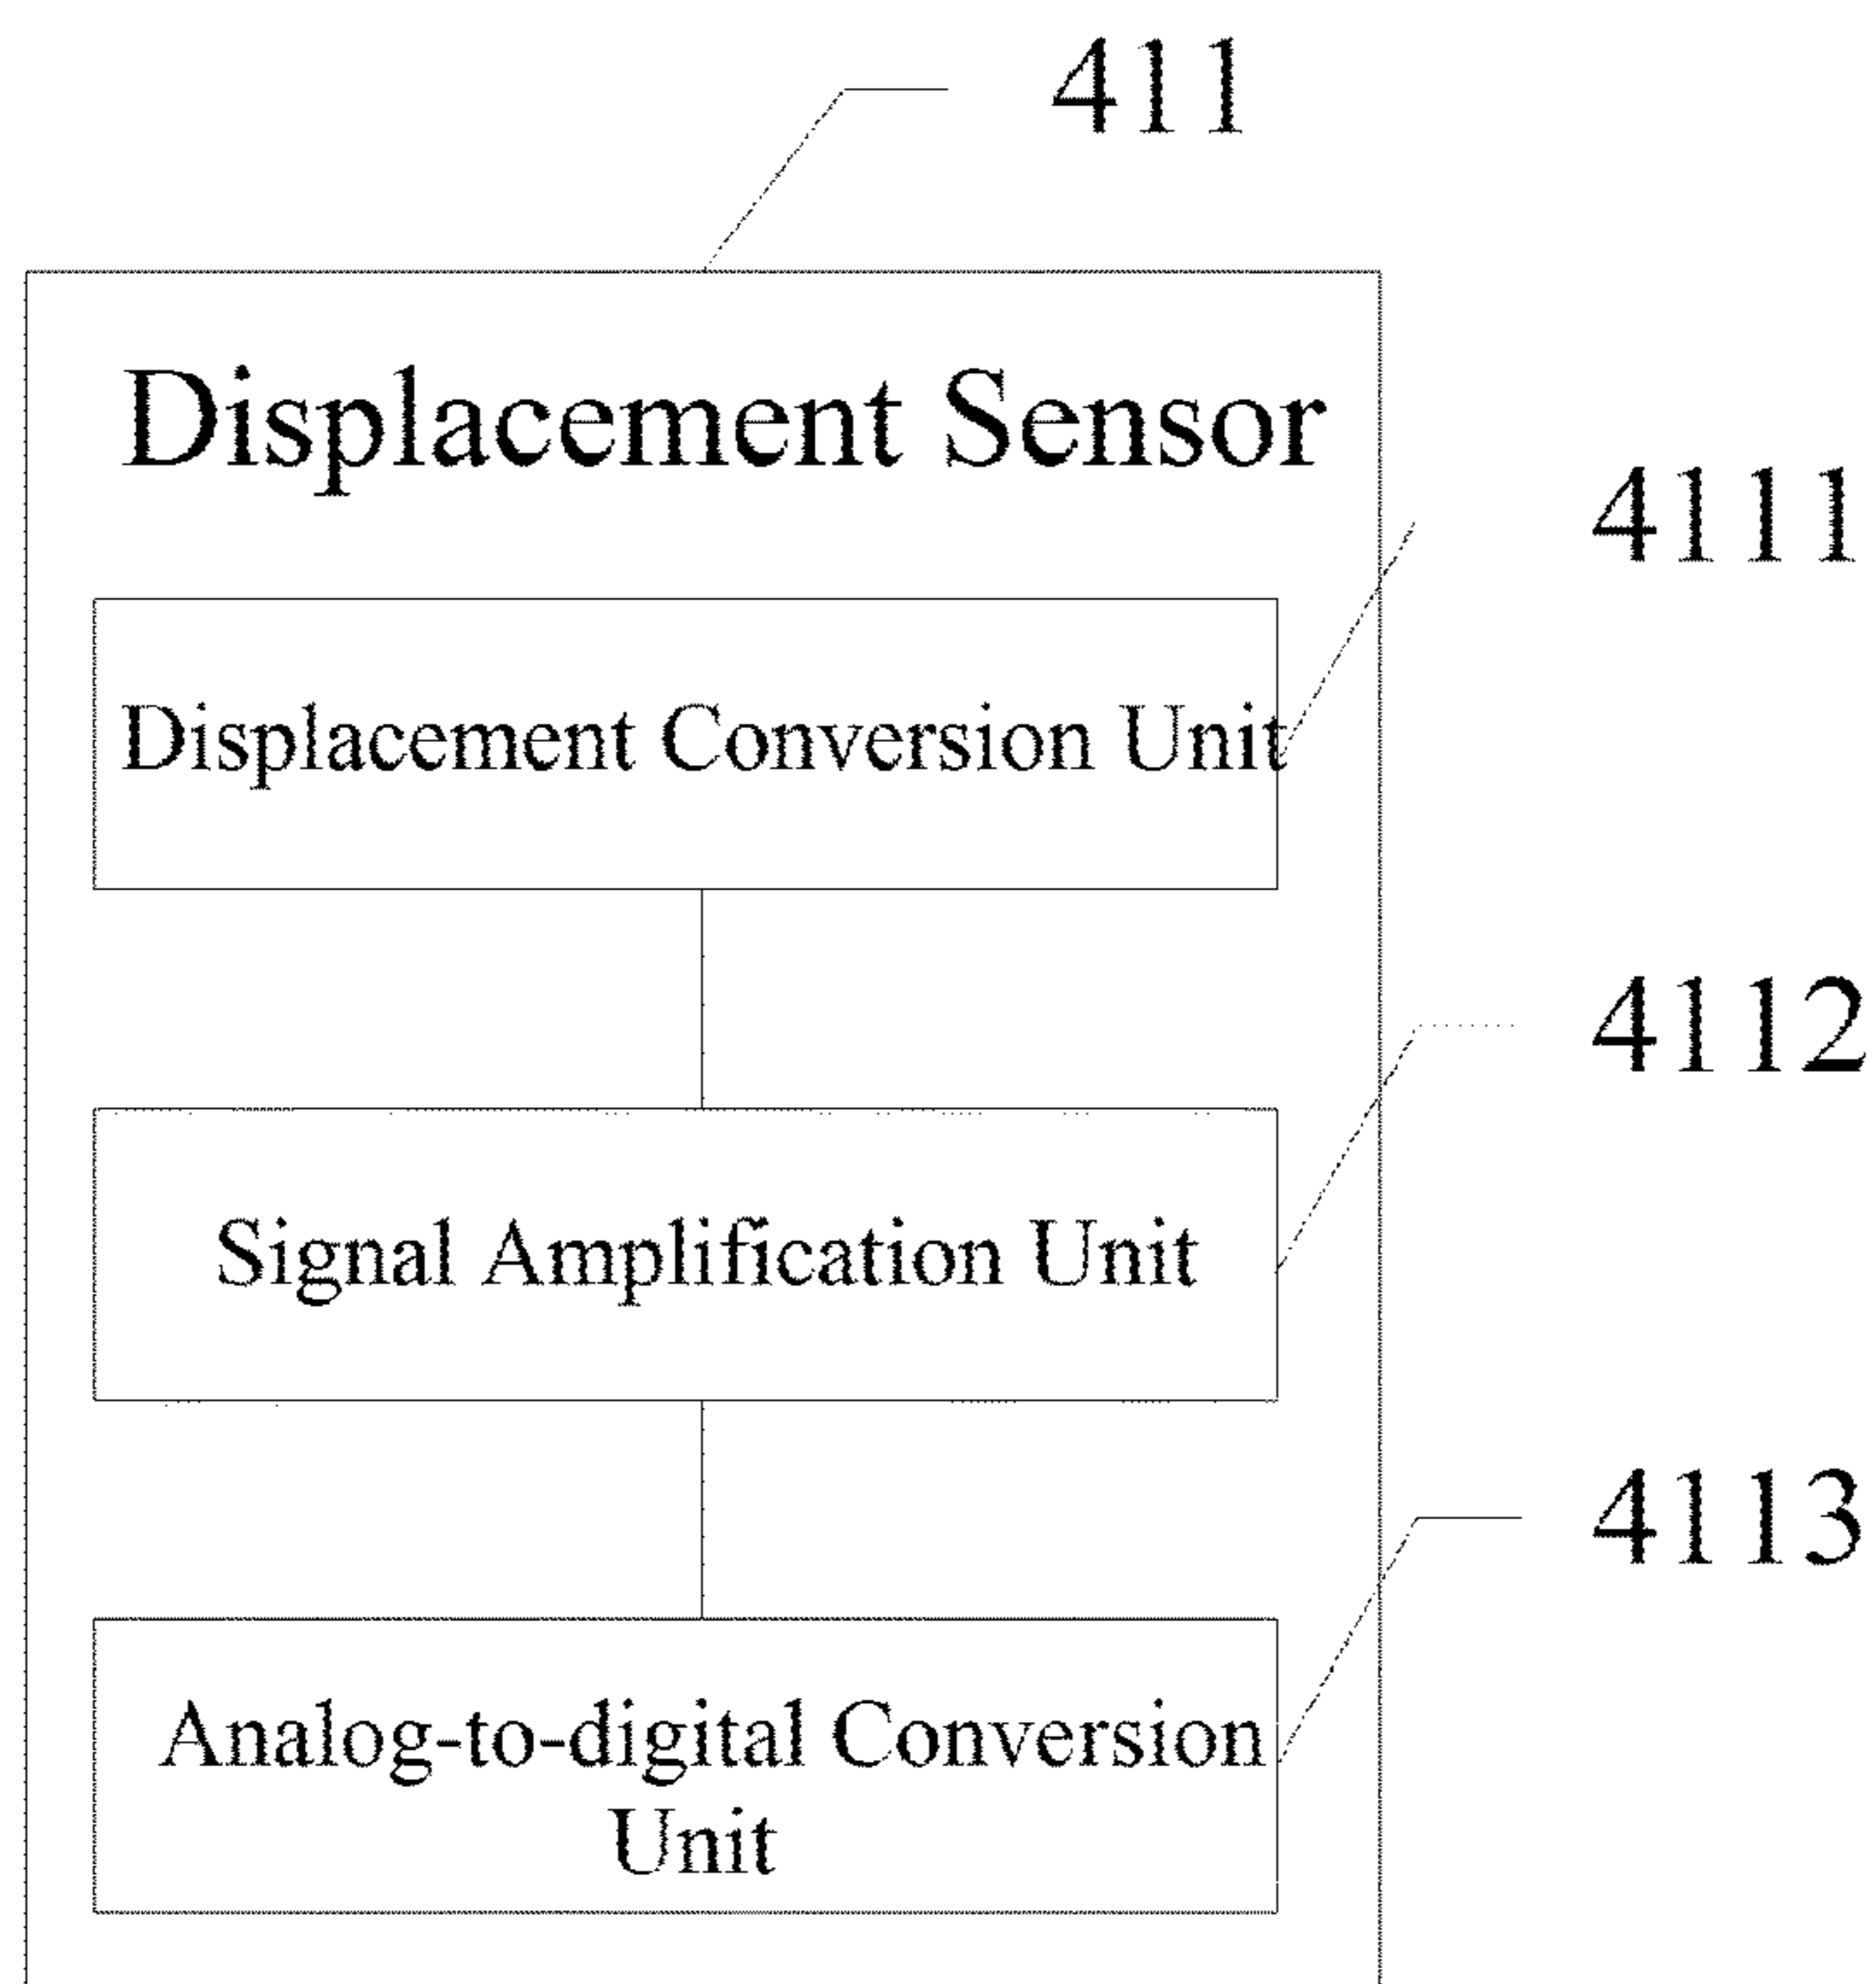 411
Displacement Sensor
4111
Displacement Conversion Unit
4112
Signal Amplification Unit
4113
Analog-to-digital Conversion
Unit